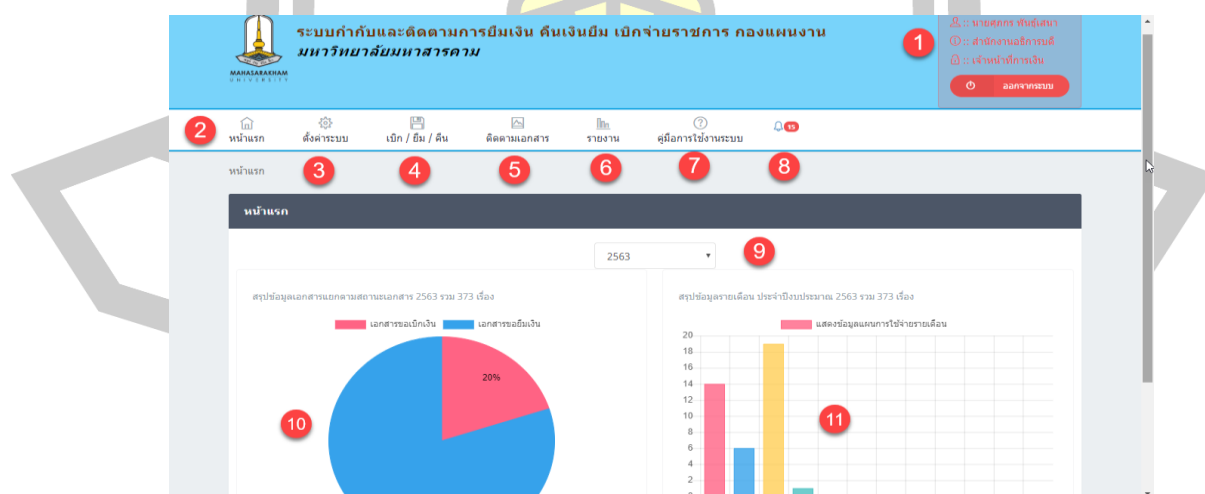 ระบบกำกับและติดตามการยืมเงิน คืนเงินยืม เบิกจ่ายราชการ กองแผนงาน
มหาวิทยาลัยมหาสารคาม
MAHASARAKHAM
UNIVERSITY
1
:: นายศุภกร พันธ์เสนา
:: สำนักงานอธิการบดี
:: เจ้าหน้าที่การเงิน
ออกจากระบบ
2
หน้าแรก
ตั้งค่าระบบ
เบิก / ยืม / คืน
ติดตามเอกสาร
รายงาน
คู่มือการใช้งานระบบ
หน้าแรก
3
4
5
6
7
8
หน้าแรก
2563
9
สรุปข้อมูลเอกสารแยกตามสถานะเอกสาร 2563 รวม 373 เรื่อง
เอกสารขอเบิกเงิน
เอกสารขอยืมเงิน
20%
10
สรุปข้อมูลรายเดือน ประจำปีงบประมาณ 2563 รวม 373 เรื่อง
แสดงข้อมูลแผนการใช้จ่ายรายเดือน
20
18
16
14
12
10
8
6
4
2
11